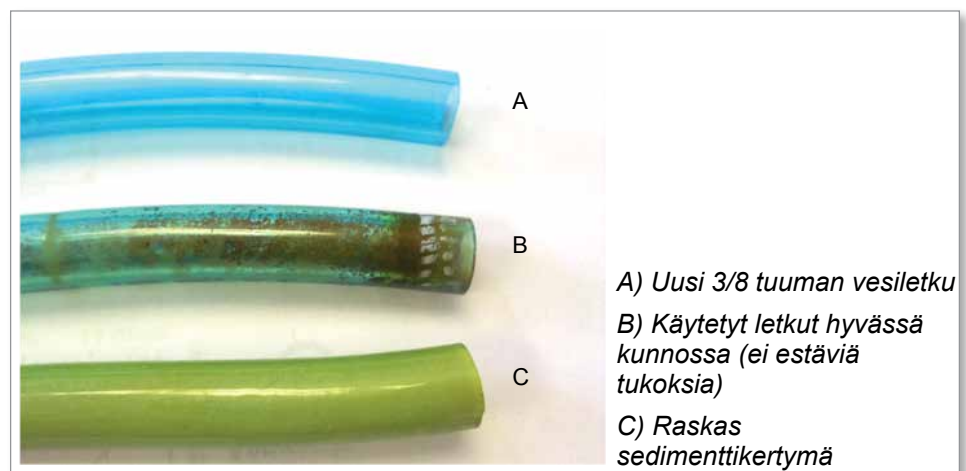 A
B
C
A) Uusi 3/8 tuuman vesiletku
B) Käytetyt letkut hyvässä
kunnossa (ei estäviä
tukoksia)
C) Raskas
sedimenttikertymä